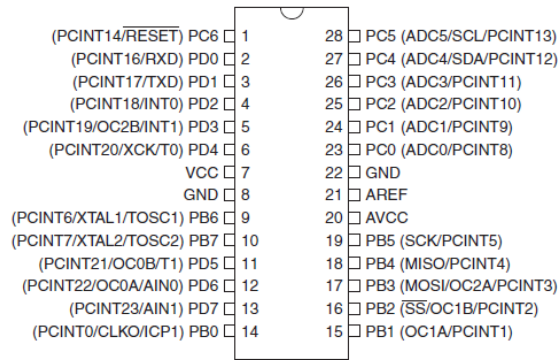 (PCINT14/RESET) PC6 1 28 PC5 (ADC5/SCL/PCINT13)
(PCINT16/RXD) PD0 2 27 PC4 (ADC4/SDA/PCINT12)
(PCINT17/TXD) PD1 3 26 PC3 (ADC3/PCINT11)
(PCINT18/INT0) PD2 4 25 PC2 (ADC2/PCINT10)
(PCINT19/OC2B/INT1) PD3 5 24 PC1 (ADC1/PCINT9)
(PCINT20/XCK/T0) PD4 6 23 PC0 (ADC0/PCINT8)
VCC 7 22 GND
GND 8 21 AREF
(PCINT6/XTAL1/TOSC1) PB6 9 20 AVCC
(PCINT7/XTAL2/TOSC2) PB7 10 19 PB5 (SCK/PCINT5)
(PCINT21/OC0B/T1) PD5 11 18 PB4 (MISO/PCINT4)
(PCINT22/OC0A/AIN0) PD6 12 17 PB3 (MOSI/OC2A/PCINT3)
(PCINT23/AIN1) PD7 13 16 PB2 (SS/OC1B/PCINT2)
(PCINT0/CLKO/ICP1) PB0 14 15 PB1 (OC1A/PCINT1)